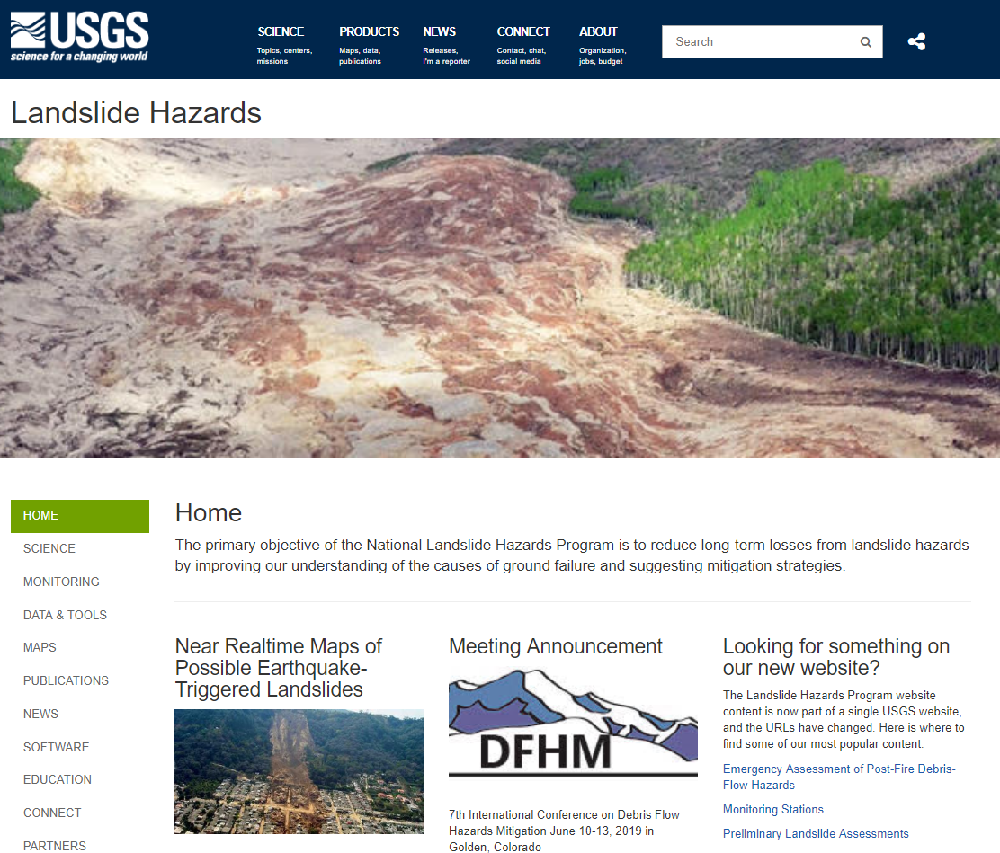 USGS
science for a changing world
SCIENCE
Topics, centers,
missions
PRODUCTS
Maps, data,
publications
NEWS
Releases,
I'm a reporter
CONNECT
Contact, chat,
social media
ABOUT
Organization,
jobs, budget
Search
Landslide Hazards
HOME
SCIENCE
MONITORING
DATA & TOOLS
MAPS
PUBLICATIONS
NEWS
SOFTWARE
EDUCATION
CONNECT
PARTNERS
Home
The primary objective of the National Landslide Hazards Program is to reduce long-term losses from landslide hazards
by improving our understanding of the causes of ground failure and suggesting mitigation strategies.
Near Realtime Maps of
Possible Earthquake-
Triggered Landslides
Meeting Announcement
DFHM
7th International Conference on Debris Flow
Hazards Mitigation June 10-13, 2019 in
Golden, Colorado
Looking for something on
our new website?
The Landslide Hazards Program website
content is now part of a single USGS website,
and the URLs have changed. Here is where to
find some of our most popular content:
Emergency Assessment of Post-Fire Debris-
Flow Hazards
Monitoring Stations
Preliminary Landslide Assessments